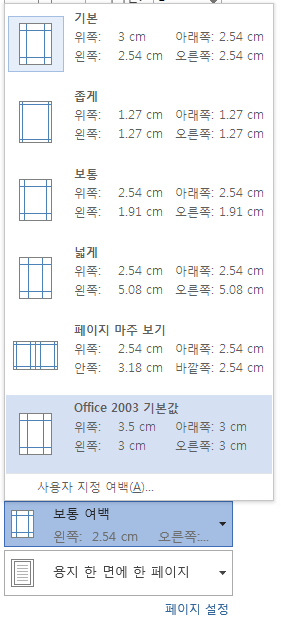 기본
위쪽: 3 cm 아래쪽: 2.54 cm
왼쪽: 2.54 cm 오른쪽: 2.54 cm
좁게
위쪽: 1.27 cm 아래쪽: 1.27 cm
왼쪽: 1.27 cm 오른쪽: 1.27 cm
보통
위쪽: 2.54 cm 아래쪽: 2.54 cm
왼쪽: 1.91 cm 오른쪽: 1.91 cm
넓게
위쪽: 2.54 cm 아래쪽: 2.54 cm
왼쪽: 5.08 cm 오른쪽: 5.08 cm
페이지 마주 보기
위쪽: 2.54 cm 아래쪽: 2.54 cm
안쪽: 3.18 cm 바깥쪽: 2.54 cm
Office 2003 기본값
위쪽: 3.5 cm 아래쪽: 3 cm
왼쪽: 3 cm 오른쪽: 3 cm
사용자 지정 여백(A)...
보통 여백
왼쪽: 2.54 cm 오른쪽:...
용지 한 면에 한 페이지
페이지 설정